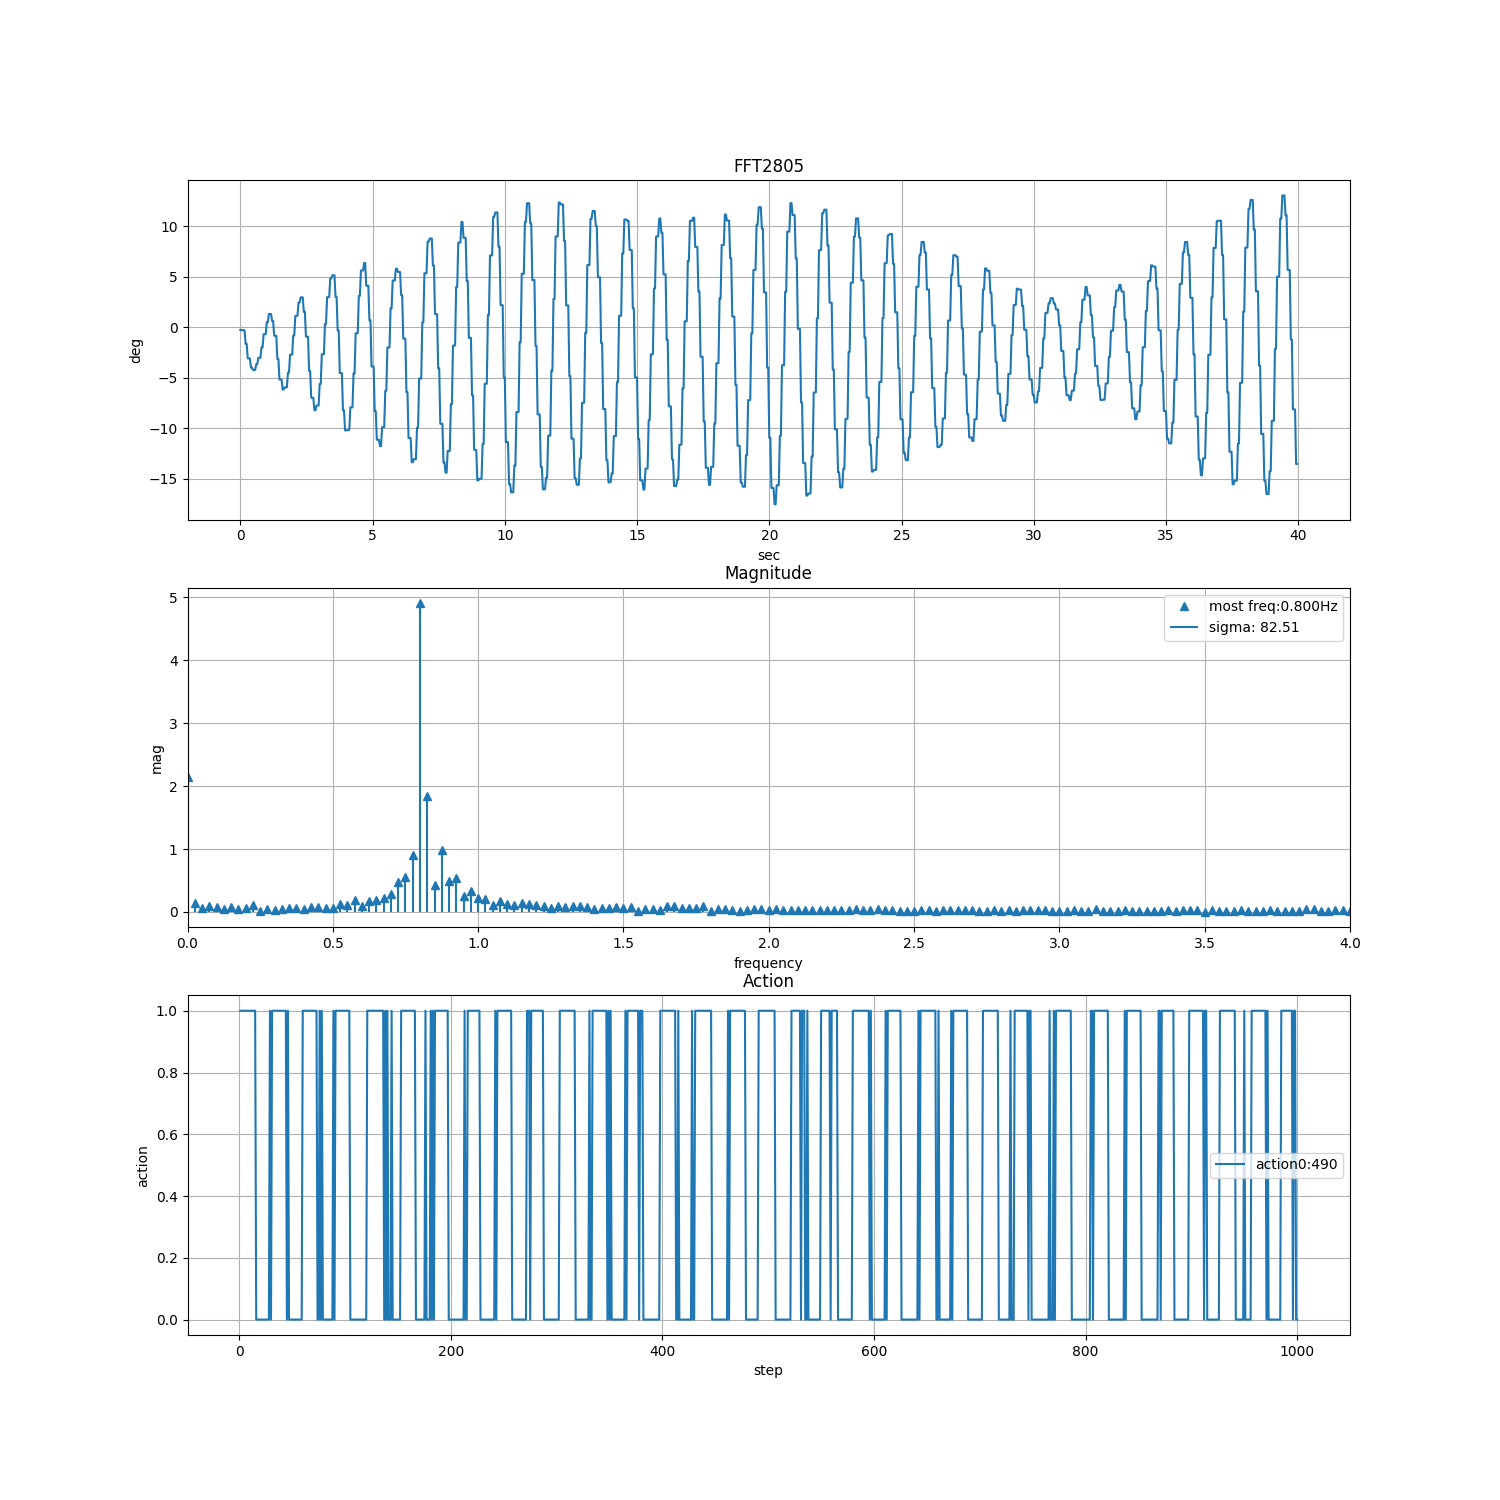 FFT2805
10
5
0
−5
−10
−15
deg
0 5 10 15 20 25 30 35 40
sec
Magnitude
5
4
3
2
1
0
mag
most freq:0.800Hz
sigma: 82.51
0.0 0.5 1.0 1.5 2.0 2.5 3.0 3.5 4.0
frequency
Action
1.0
0.8
0.6
0.4
0.2
0.0
action
action0:490
0 200 400 600 800 1000
step